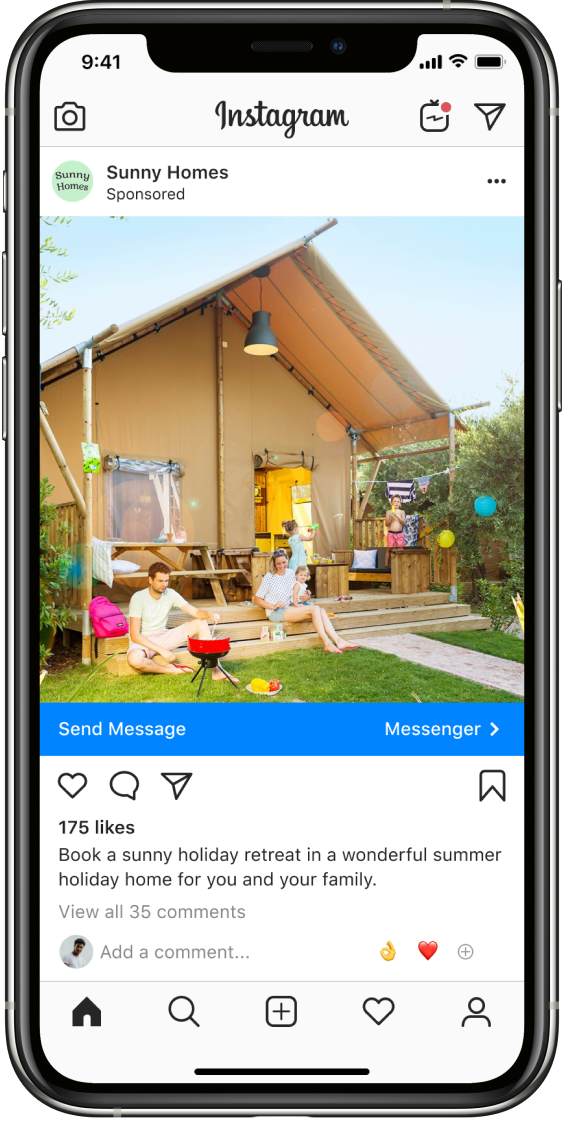 9:41
Instagram
Sunny
Homes
Sunny Homes
Sponsored
Send Message
Messenger
175 likes
Book a sunny holiday retreat in a wonderful summer
holiday home for you and your family.
View all 35 comments
Add a comment...